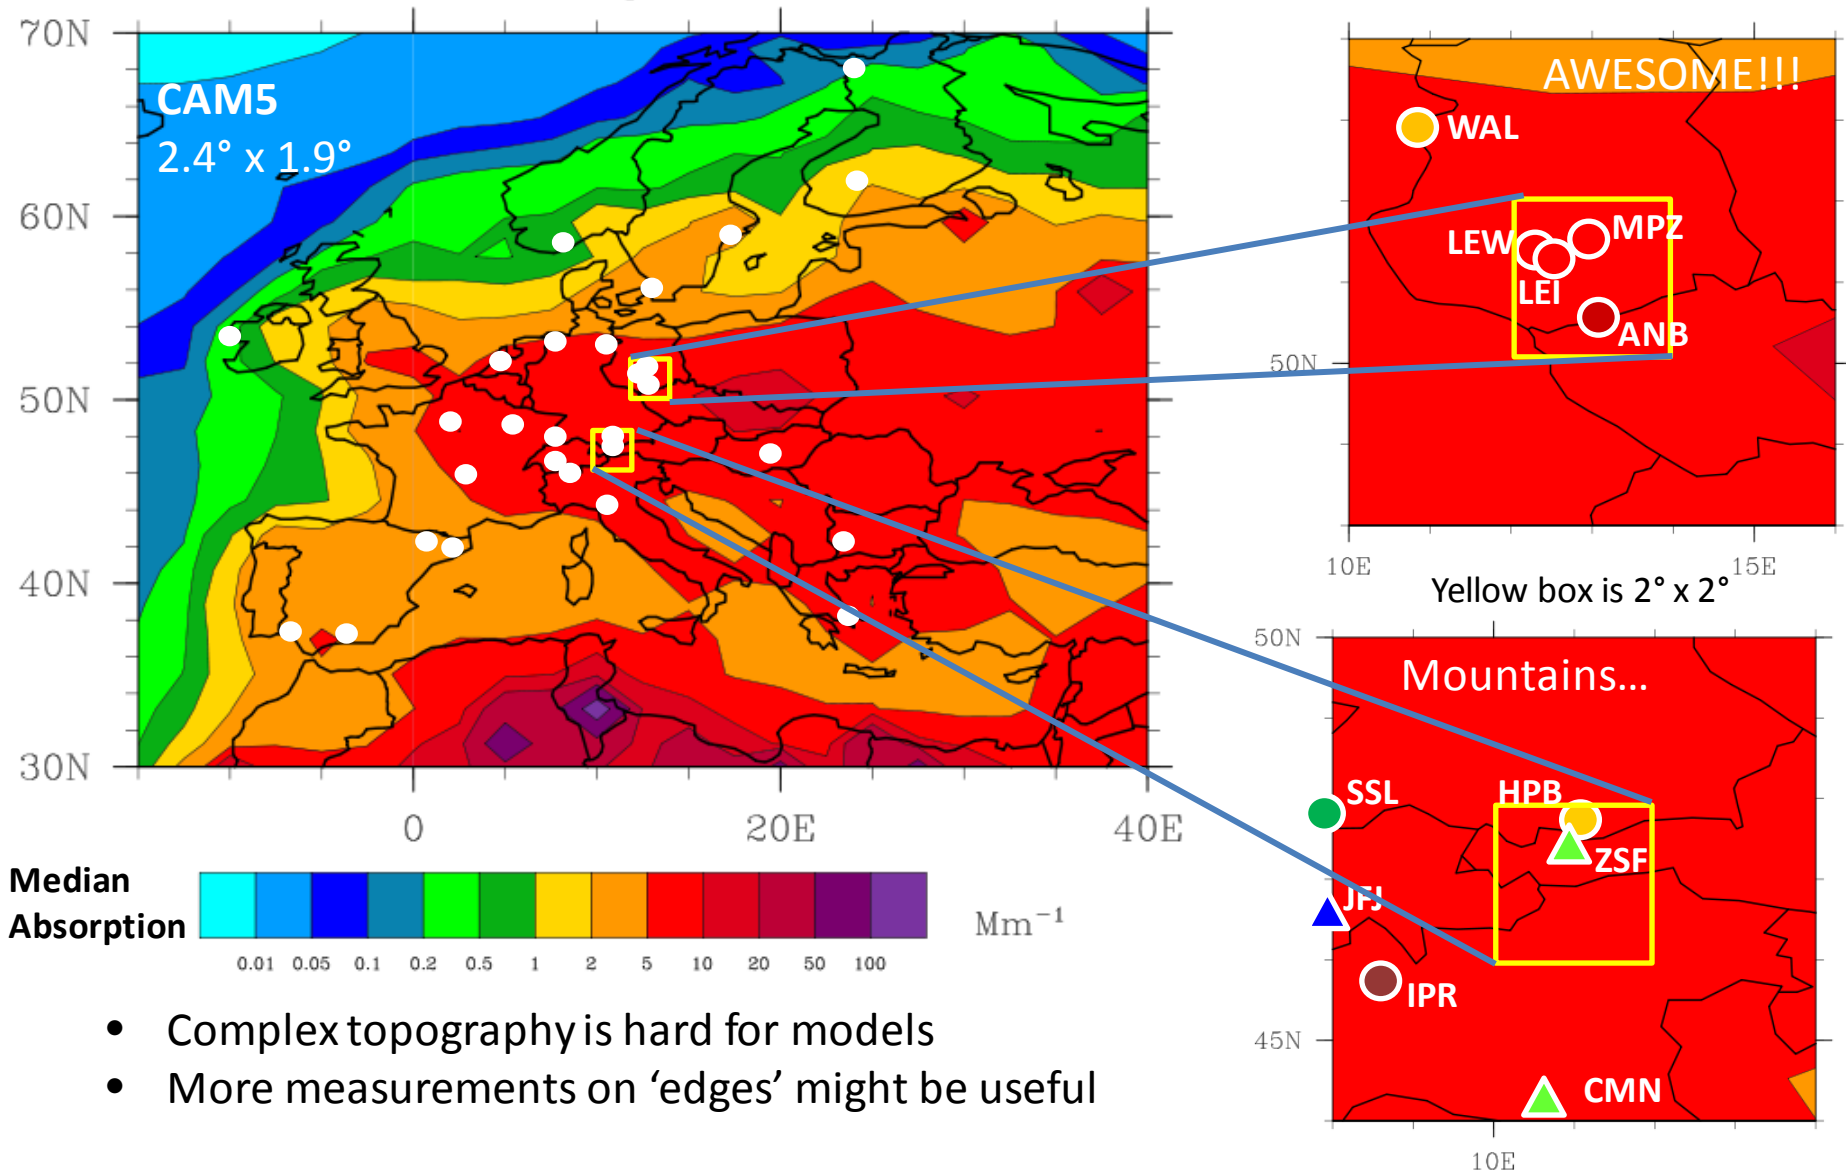 70N
60N
50N
40N
30N
0
20E
40E
CAM5
2.4° x 1.9°
Median
Absorption
0.01 0.05 0.1 0.2 0.5 1 2 5 10 20 50 100
Mm⁻¹
• Complex topography is hard for models
• More measurements on ‘edges’ might be useful
AWESOME!!!
WAL
LEW
MPZ
LEI
ANB
50N
10E
15E
Yellow box is 2° x 2°
50N
Mountains...
SSL
HPB
ZSF
JFJ
IPR
45N
CMN
10E